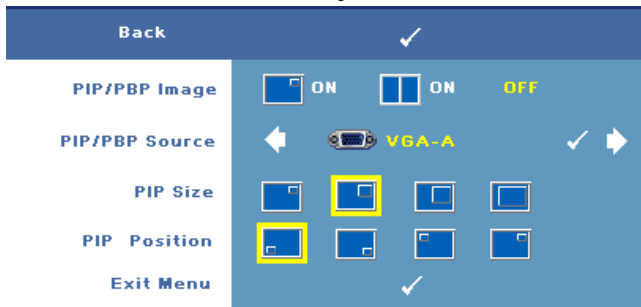 Back
PIP/PBP Image ON ON OFF
PIP/PBP Source VGA-A
PIP Size
PIP Position
Exit Menu